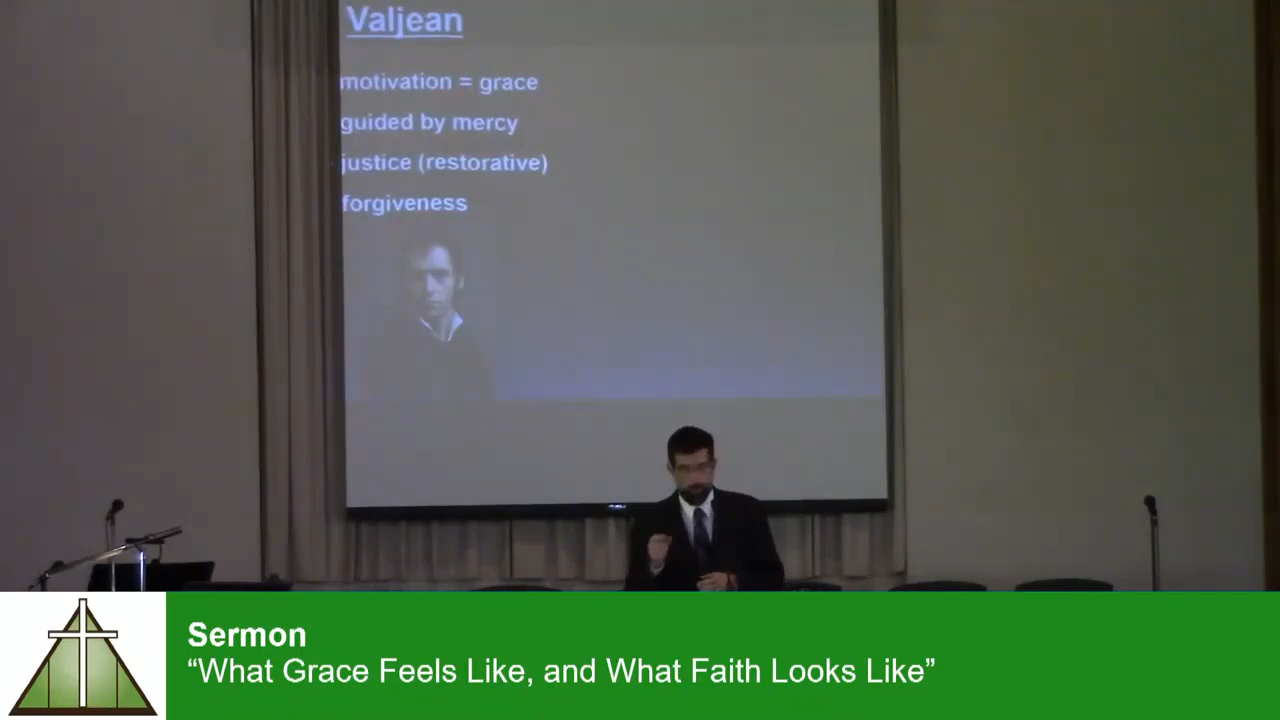 Valjean
motivation = grace
guided by mercy
justice (restorative)
forgiveness
Sermon
“What Grace Feels Like, and What Faith Looks Like”